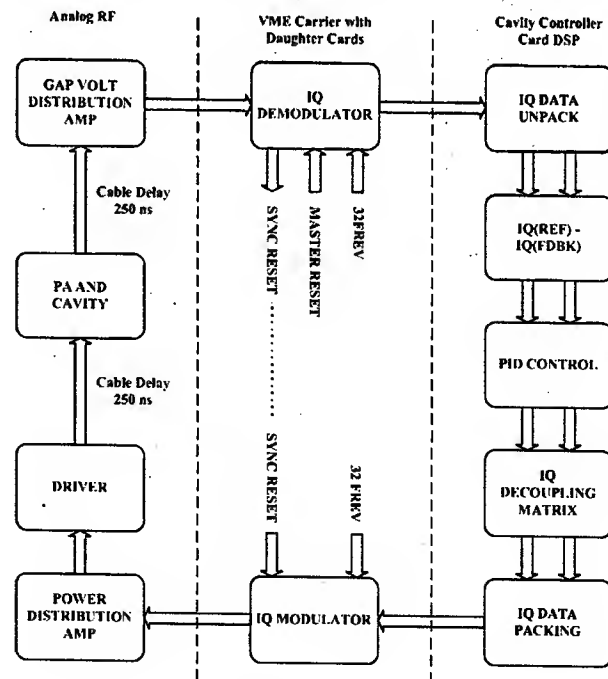 Analog RF
VME Carrier with
Daughter Cards
Cavity Controller
Card DSP
GAP VOLT
DISTRIBUTION
AMP
IQ
DEMODULATOR
IQ DATA
UNPACK
Cable Delay
250 ns
SYNC RESET
MASTER RESET
32FREV
IQ(REF) -
IQ(FDBK)
PA AND
CAVITY
PID CONTROL
Cable Delay
250 ns
DRIVER
SYNC RESET
32 FREV
IQ
DECOUPLING
MATRIX
POWER
DISTRIBUTION
AMP
IQ MODULATOR
IQ DATA
PACKING